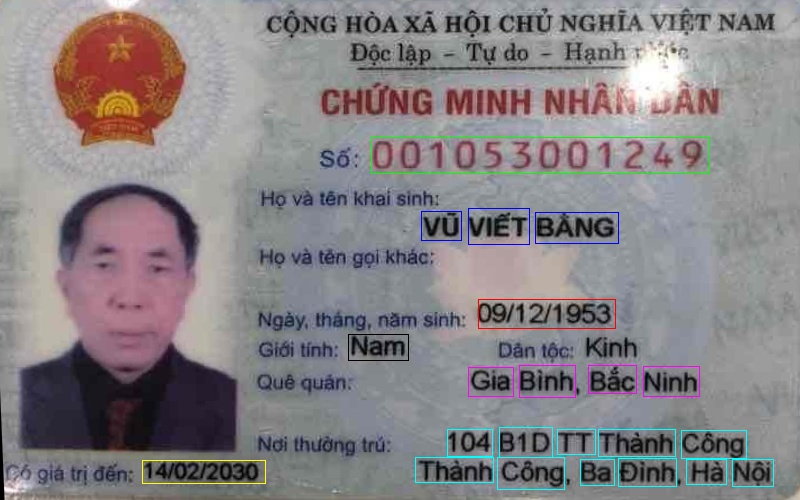 CỘNG HÒA XÃ HỘI CHỦ NGHĨA VIỆT NAM
Độc lập - Tự do - Hạnh phúc
CHỨNG MINH NHÂN DÂN
Số: 001053001249
Họ và tên khai sinh:
VŨ VIẾT BẰNG
Họ và tên gọi khác:
Ngày, tháng, năm sinh: 09/12/1953
Giới tính: Nam Dân tộc: Kinh
Quê quán: Gia Bình, Bắc Ninh
Nơi thường trú: 104 B1D TT Thành Công
Có giá trị đến: 14/02/2030 Thành Công, Ba Đình, Hà Nội